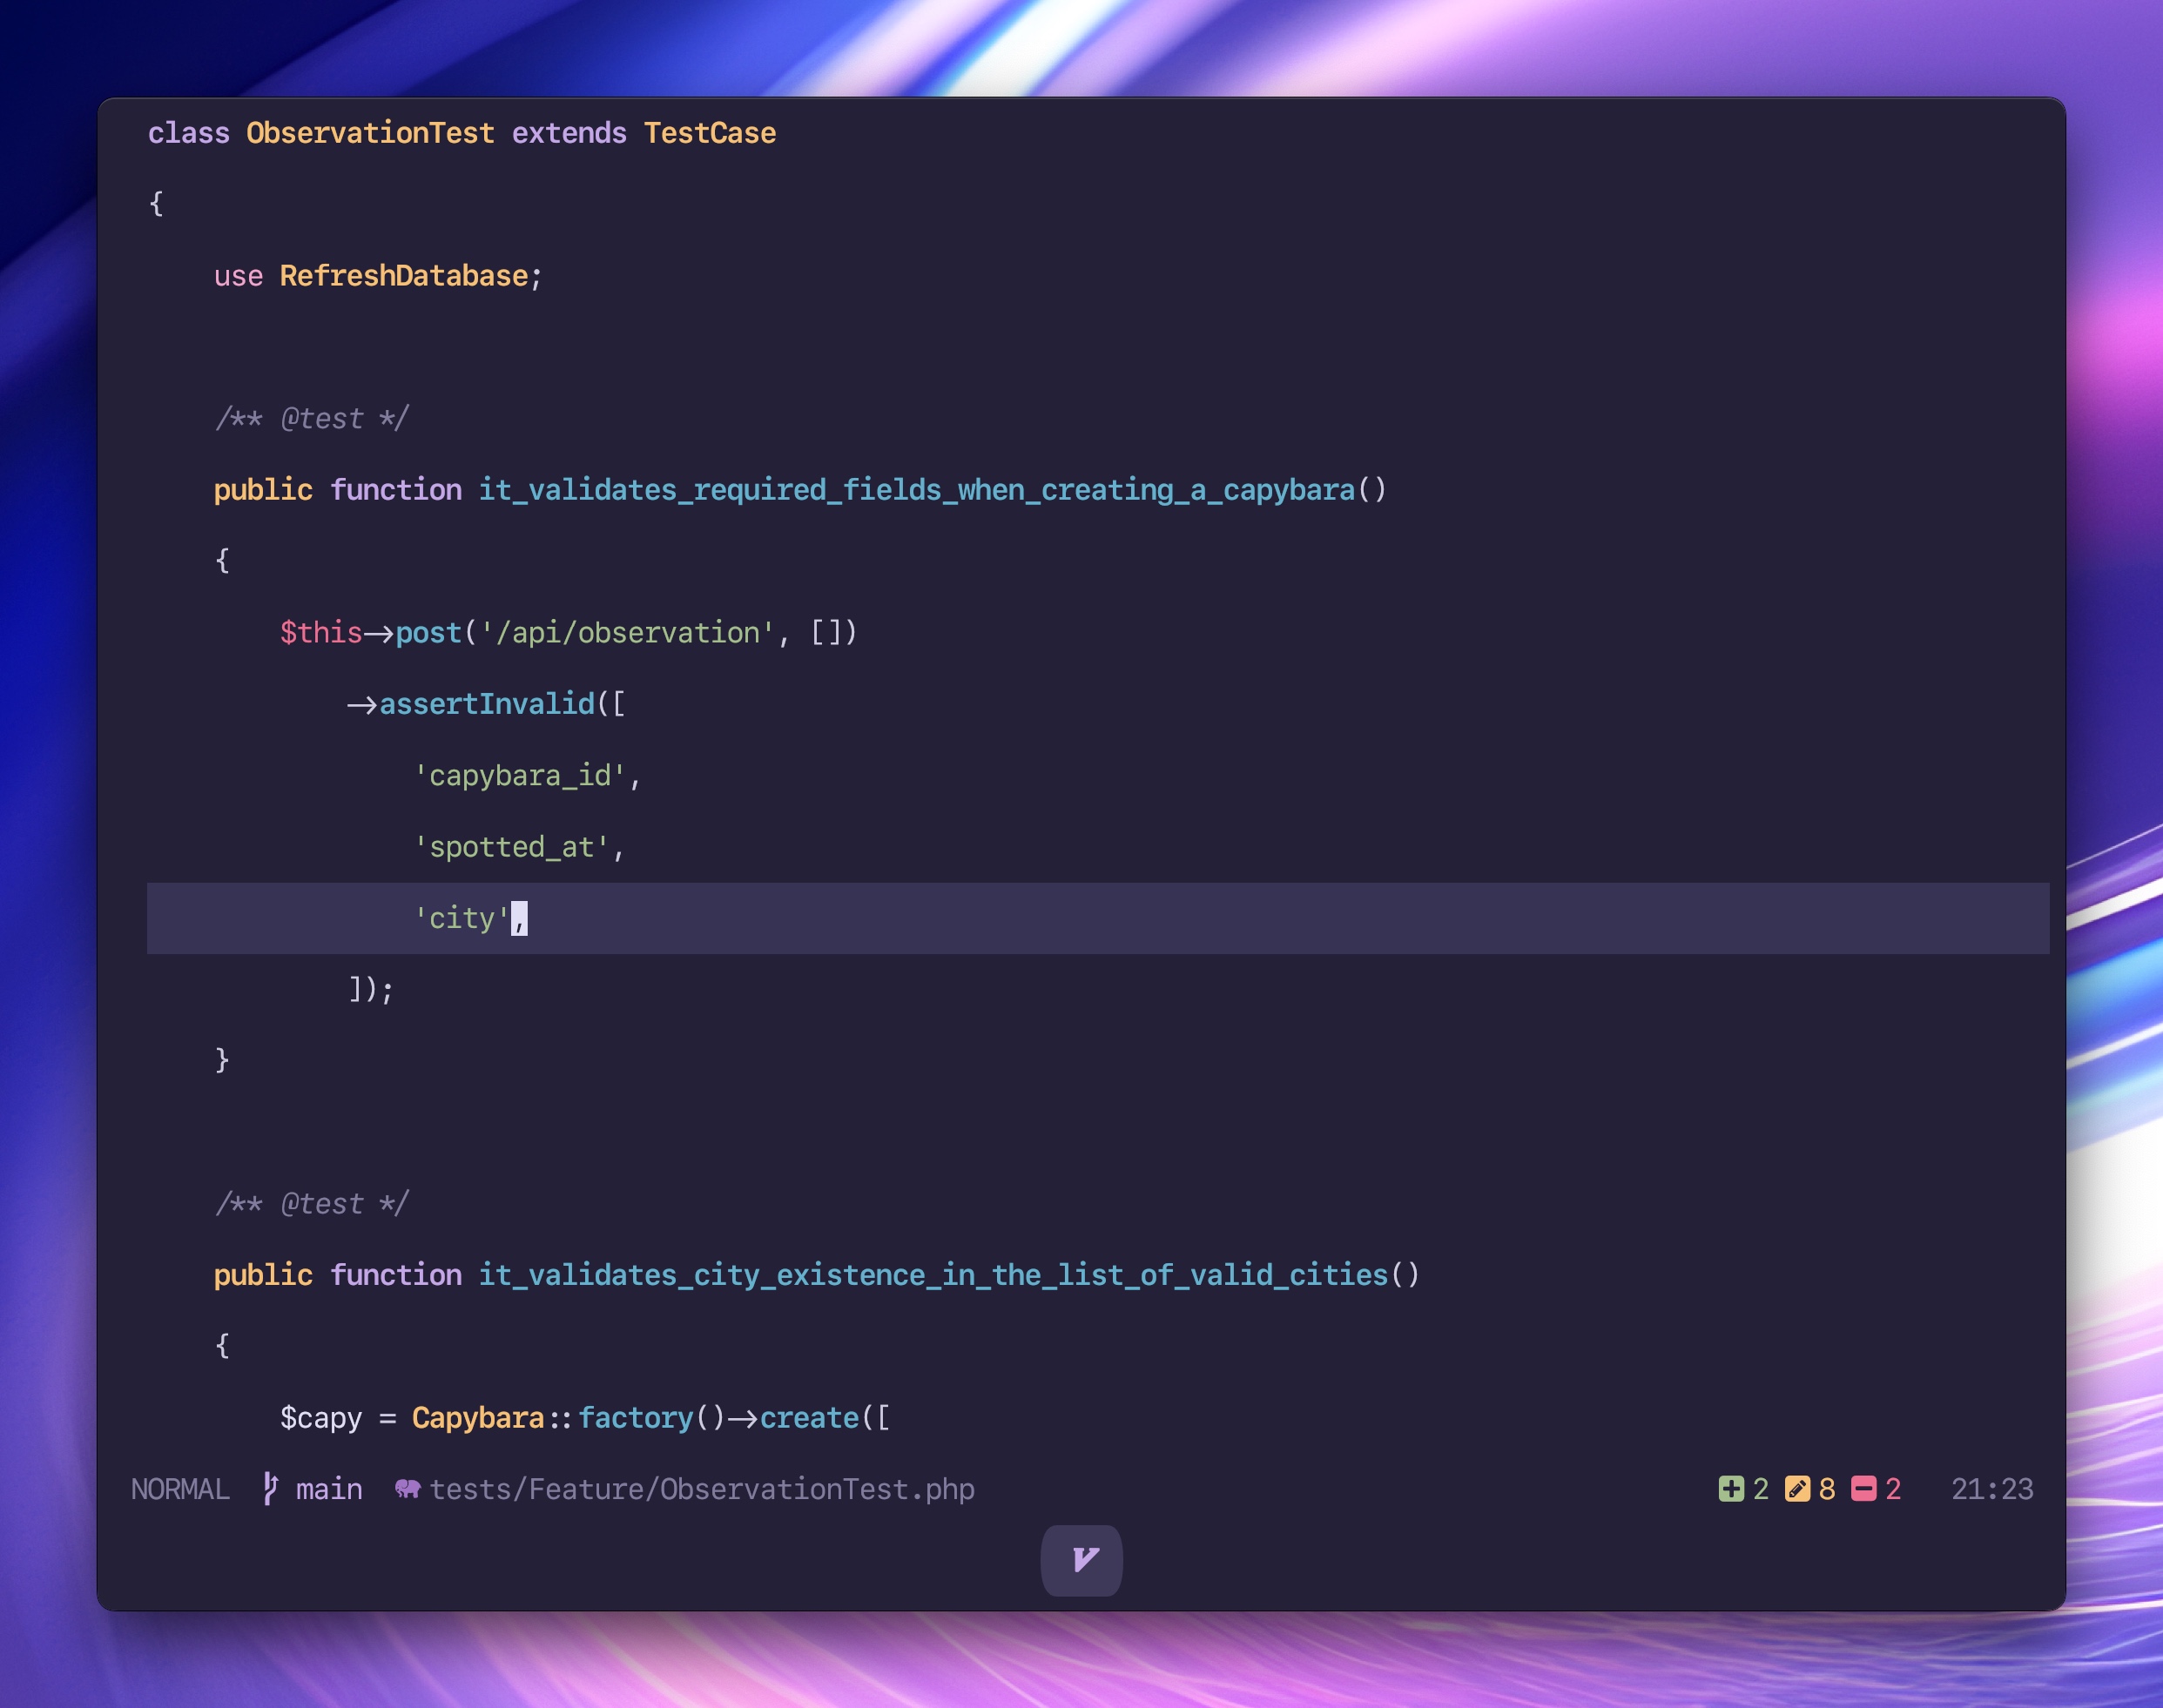 class ObservationTest extends TestCase
{
    use RefreshDatabase;

    /** @test */
    public function it_validates_required_fields_when_creating_a_capybara()
    {
        $this->post('/api/observation', [])
            ->assertInvalid([
                'capybara_id',
                'spotted_at',
                'city',
            ]);
    }

    /** @test */
    public function it_validates_city_existence_in_the_list_of_valid_cities()
    {
        $capy = Capybara::factory()->create([
NORMAL main tests/Feature/ObservationTest.php 2 8 2 21:23